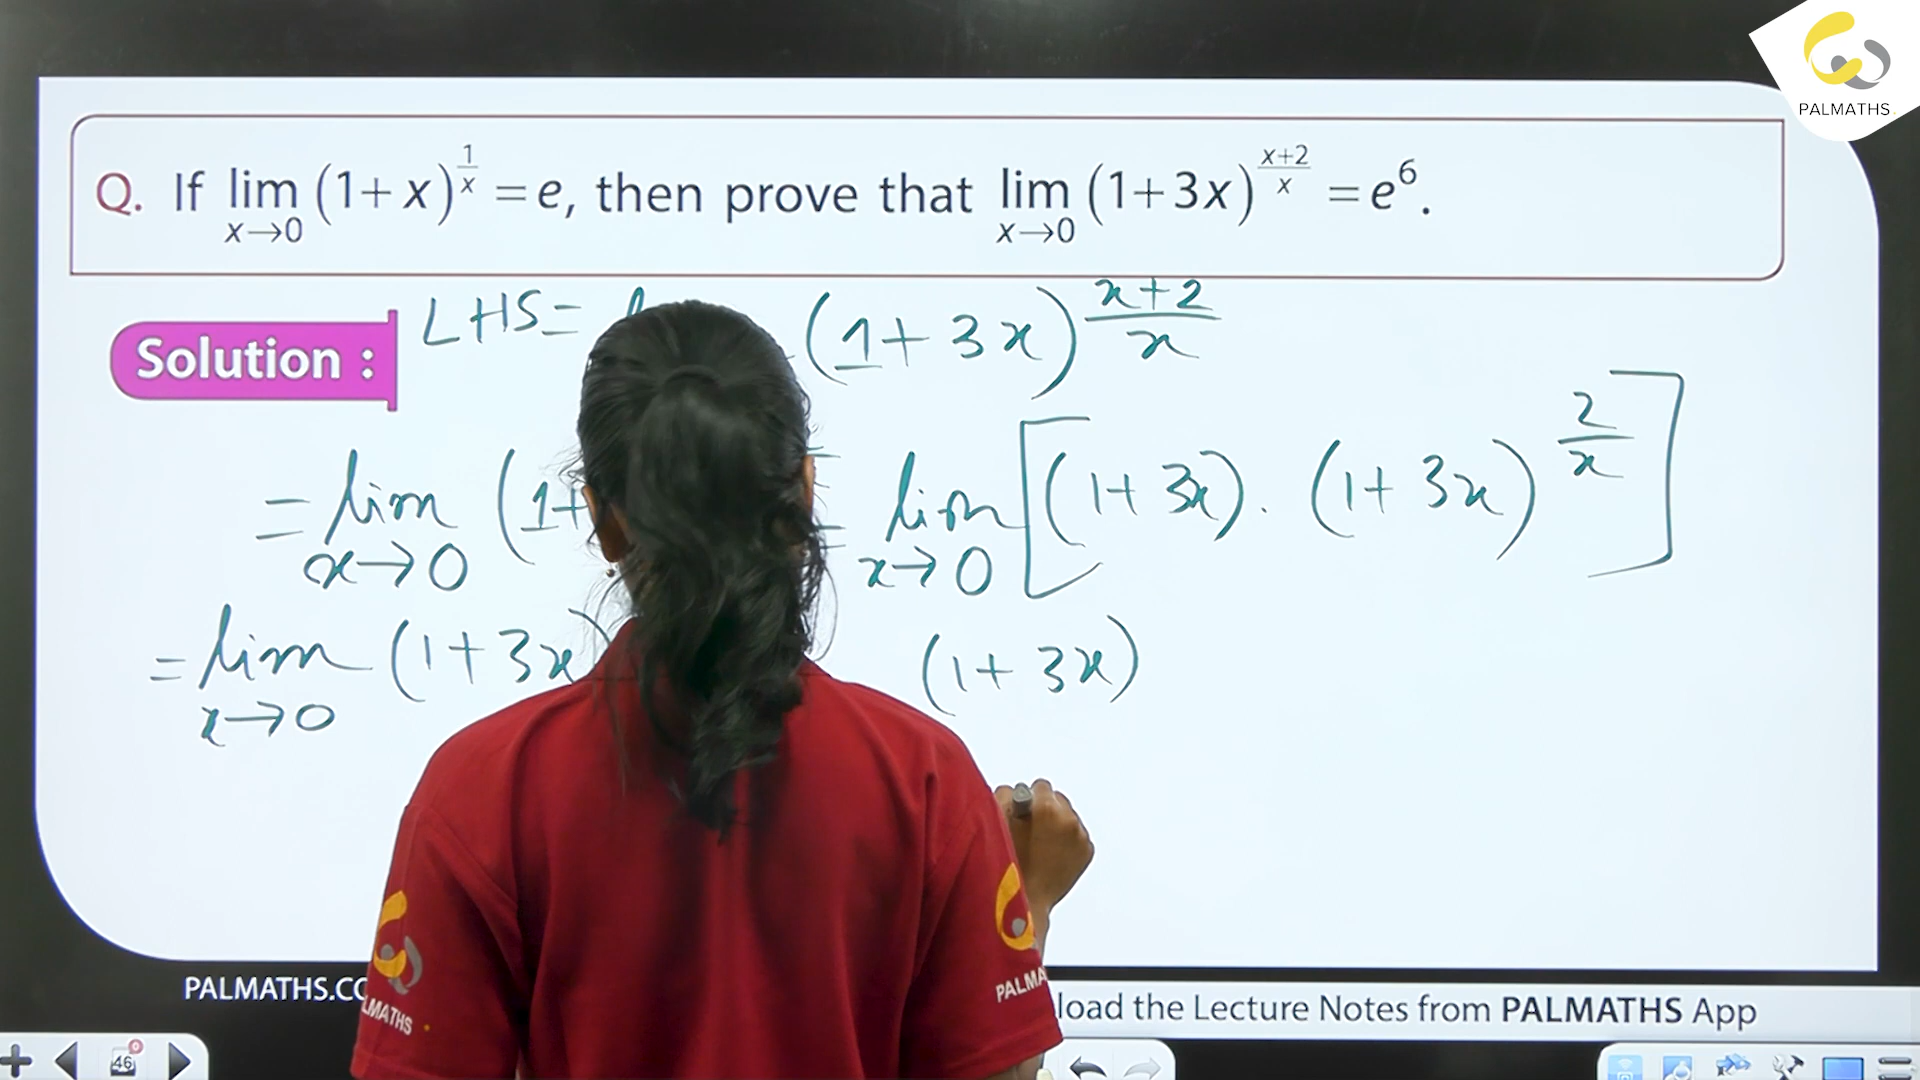 PALMATHS
Q. If lim x→0 (1+x)^(1/x) = e, then prove that lim x→0 (1+3x)^((x+2)/x) = e^6.
Solution :
LHS = (1+3x)^((x+2)/x)
= lim x→0 (1+ = lim x→0 [(1+3x) . (1+3x)^(2/x)]
= lim x→0 (1+3x) (1+3x)
PALMATHS
PALMATHS.CO
load the Lecture Notes from PALMATHS App
46